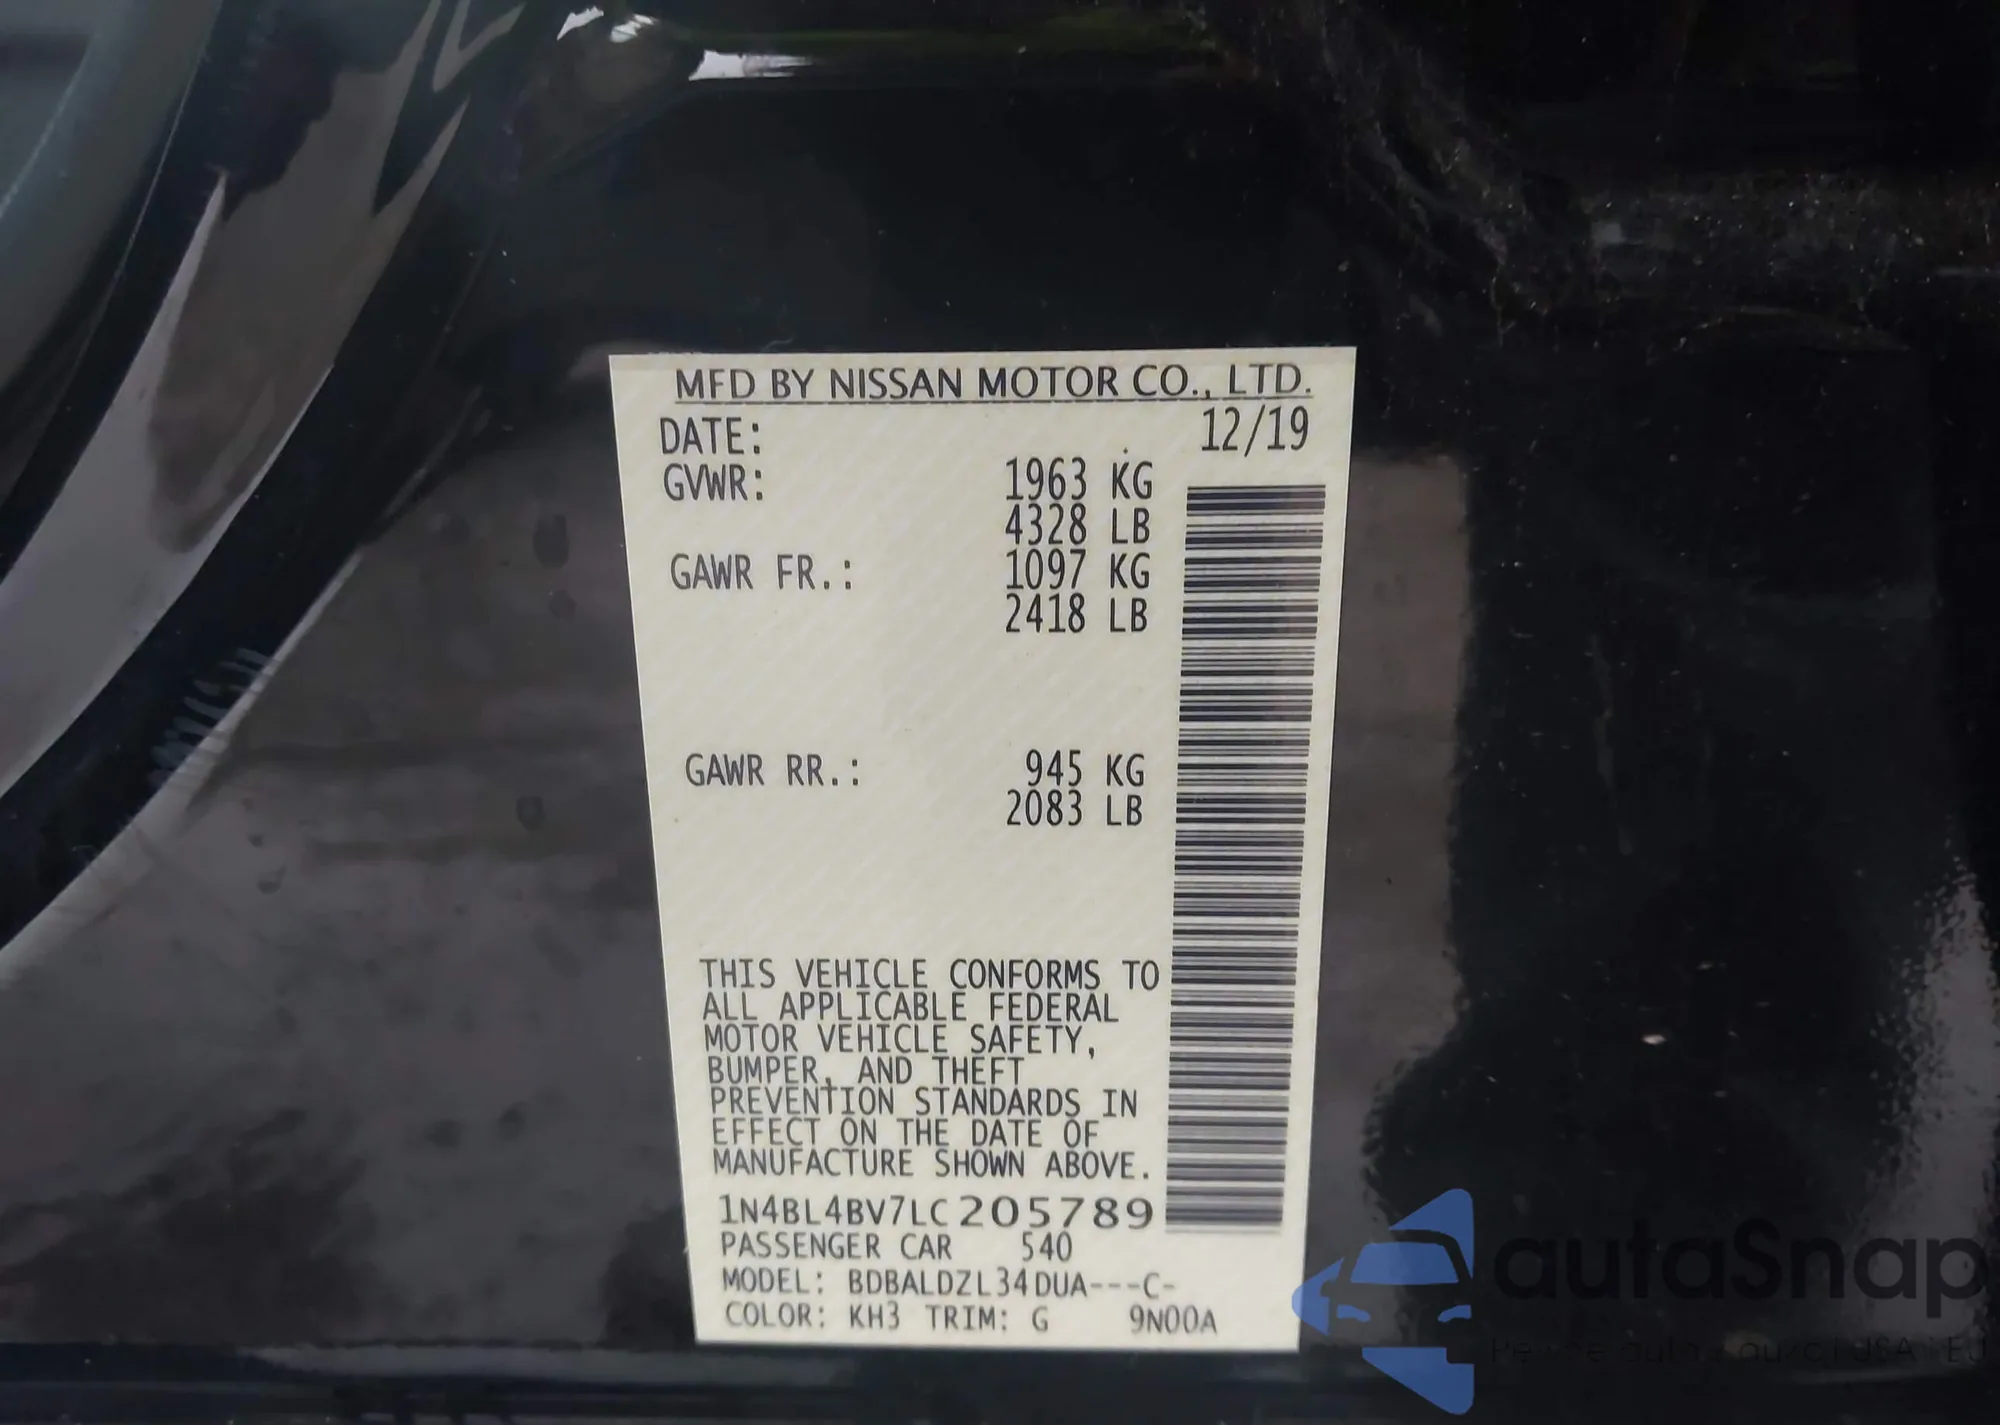 MFD BY NISSAN MOTOR CO., LTD.
DATE: 12/19
GVWR: 1963 KG
4328 LB
GAWR FR.: 1097 KG
2418 LB
GAWR RR.: 945 KG
2083 LB
THIS VEHICLE CONFORMS TO
ALL APPLICABLE FEDERAL
MOTOR VEHICLE SAFETY,
BUMPER, AND THEFT
PREVENTION STANDARDS IN
EFFECT ON THE DATE OF
MANUFACTURE SHOWN ABOVE.
1N4BL4BV7LC205789
PASSENGER CAR 540
MODEL: BDBALDZL34DUA---C-
COLOR: KH3 TRIM: G 9N00A
autaSnap